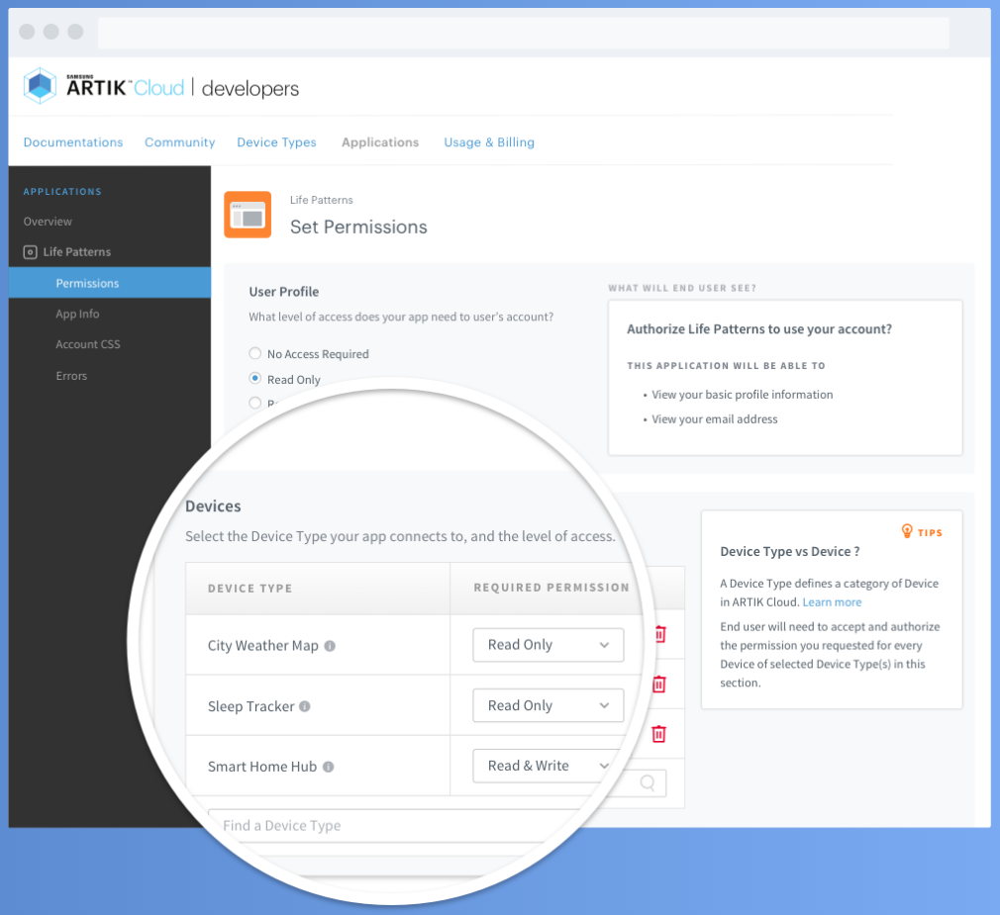 SAMSUNG
ARTIK™ Cloud | developers
Documentations Community Device Types Applications Usage & Billing
APPLICATIONS
Overview
Life Patterns
Permissions
App Info
Account CSS
Errors
Life Patterns
Set Permissions
User Profile
What level of access does your app need to user's account?
No Access Required
Read Only
WHAT WILL END USER SEE?
Authorize Life Patterns to use your account?
THIS APPLICATION WILL BE ABLE TO
• View your basic profile information
• View your email address
Devices
Select the Device Type your app connects to, and the level of access.
DEVICE TYPE REQUIRED PERMISSION
City Weather Map Read Only
Sleep Tracker Read Only
Smart Home Hub Read & Write
Find a Device Type
TIPS
Device Type vs Device ?
A Device Type defines a category of Device
in ARTIK Cloud. Learn more
End user will need to accept and authorize
the permission you requested for every
Device of selected Device Type(s) in this
section.